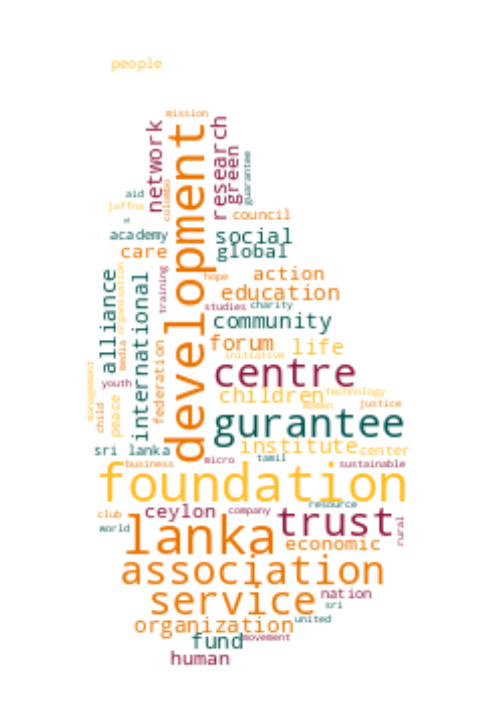 people
mission
network
development
research
green
guarantee
aid
colombo
jaffna
council
academy
social
care
global
alliance
organisation
international
training
hope
action
education
studies
charity
community
media
federation
forum
life
initiative
centre
management
youth
children
technology
child
peace
women
justice
gurantee
institute
center
sri lanka
business
micro
tamil
sustainable
foundation
resource
club
ceylon
company
trust
world
lanka
rural
economic
association
service
nation
sri
organization
united
fund
movement
human